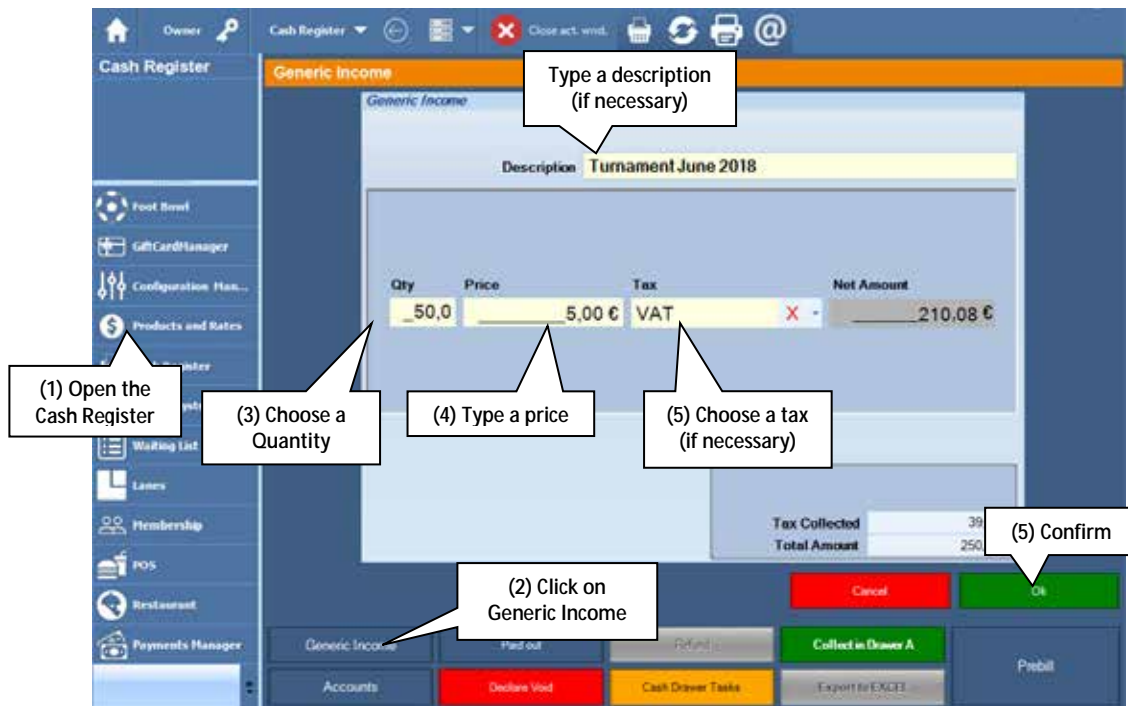 Owner
Cash Register
Close act. wnd.
Cash Register
Generic Income
Type a description
(if necessary)
Generic Income
Description Turnament June 2018
Foot Bowl
GiftCardManager
Configuration Man...
Products and Rates
Qty Price Tax Net Amount
_50,0 ________5,00 € VAT X ______210,08 €
(1) Open the
Cash Register
(3) Choose a
Quantity
(4) Type a price
(5) Choose a tax
(if necessary)
Waiting List
Lanes
Membership
POS
Restaurant
Payments Manager
Tax Collected 39
Total Amount 250,
(5) Confirm
(2) Click on
Generic Income
Cancel Ok
Generic Income Paid out Refund Collect in Drawer A Prebill
Accounts Declare Void Cash Drawer Tasks Export to EXCEL